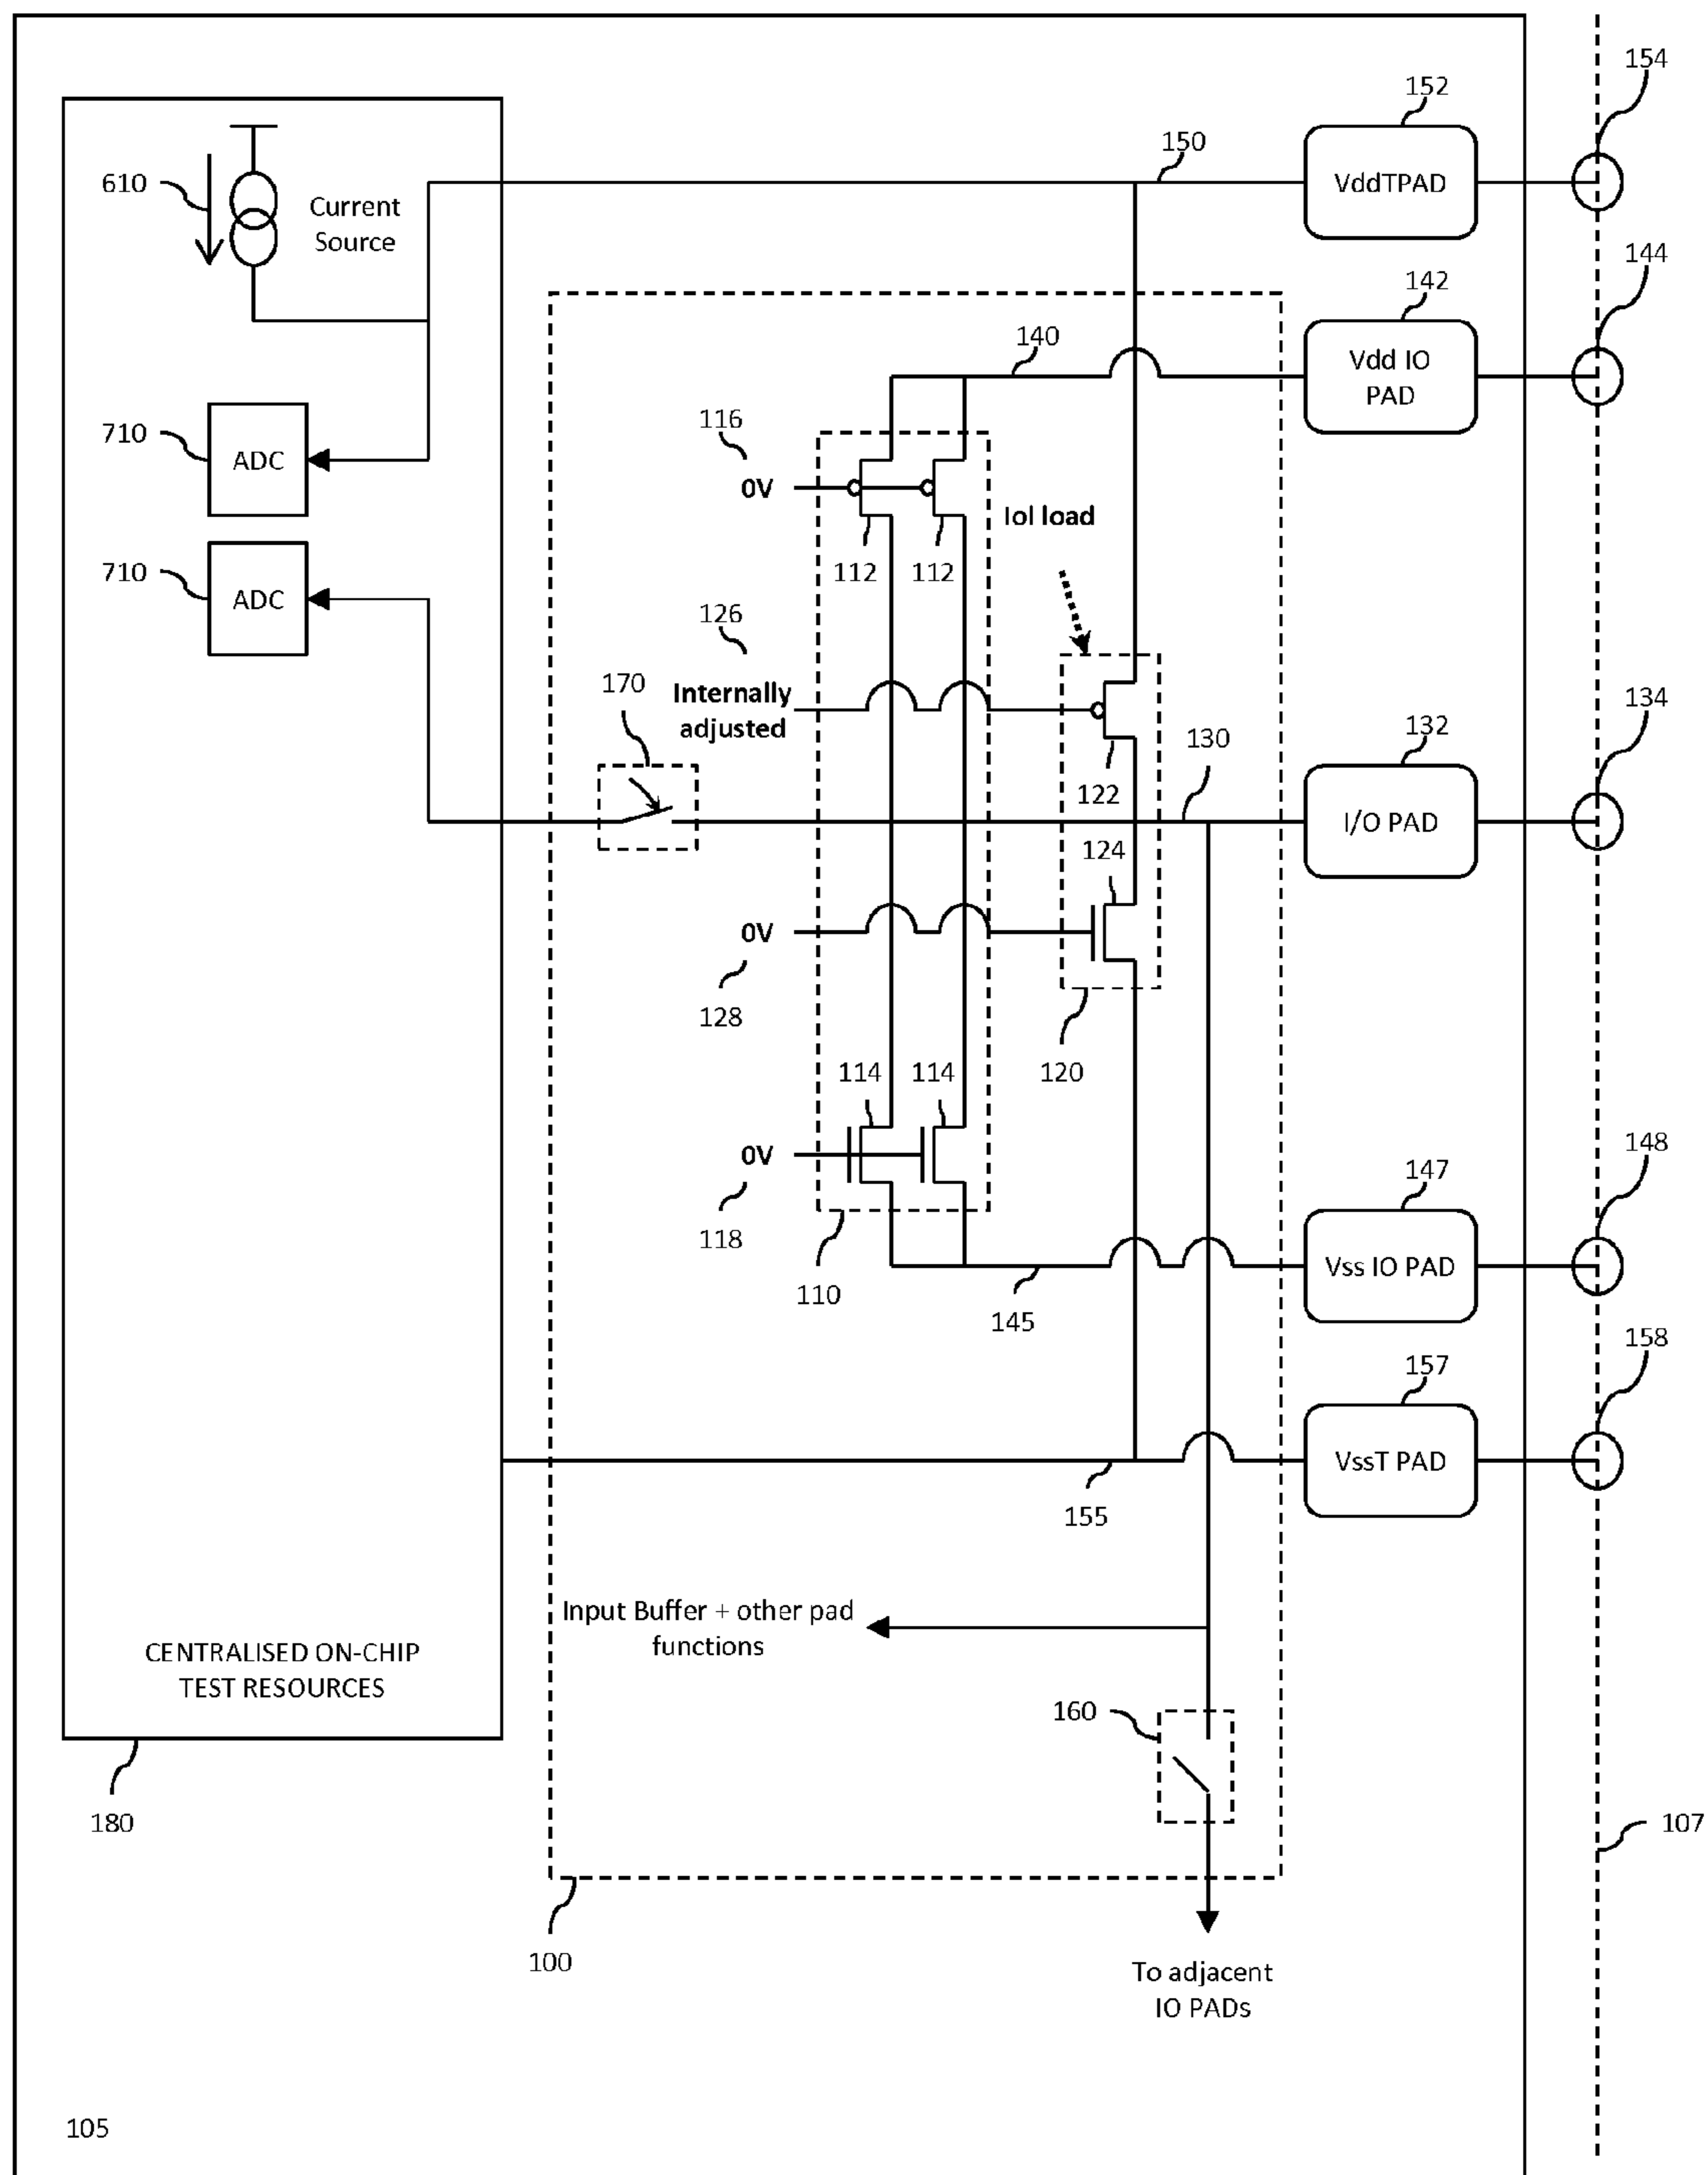 154
152
150
VddTPAD
610
Current
Source
144
142
140
Vdd IO
PAD
116
710
ADC
0V
Iol load
112
112
710
ADC
126
170
Internally
adjusted
134
132
130
122
I/O PAD
124
0V
128
120
114
114
0V
148
147
118
110
Vss IO PAD
145
158
157
VssT PAD
155
Input Buffer + other pad
functions
CENTRALISED ON-CHIP
TEST RESOURCES
160
180
107
100
To adjacent
IO PADs
105